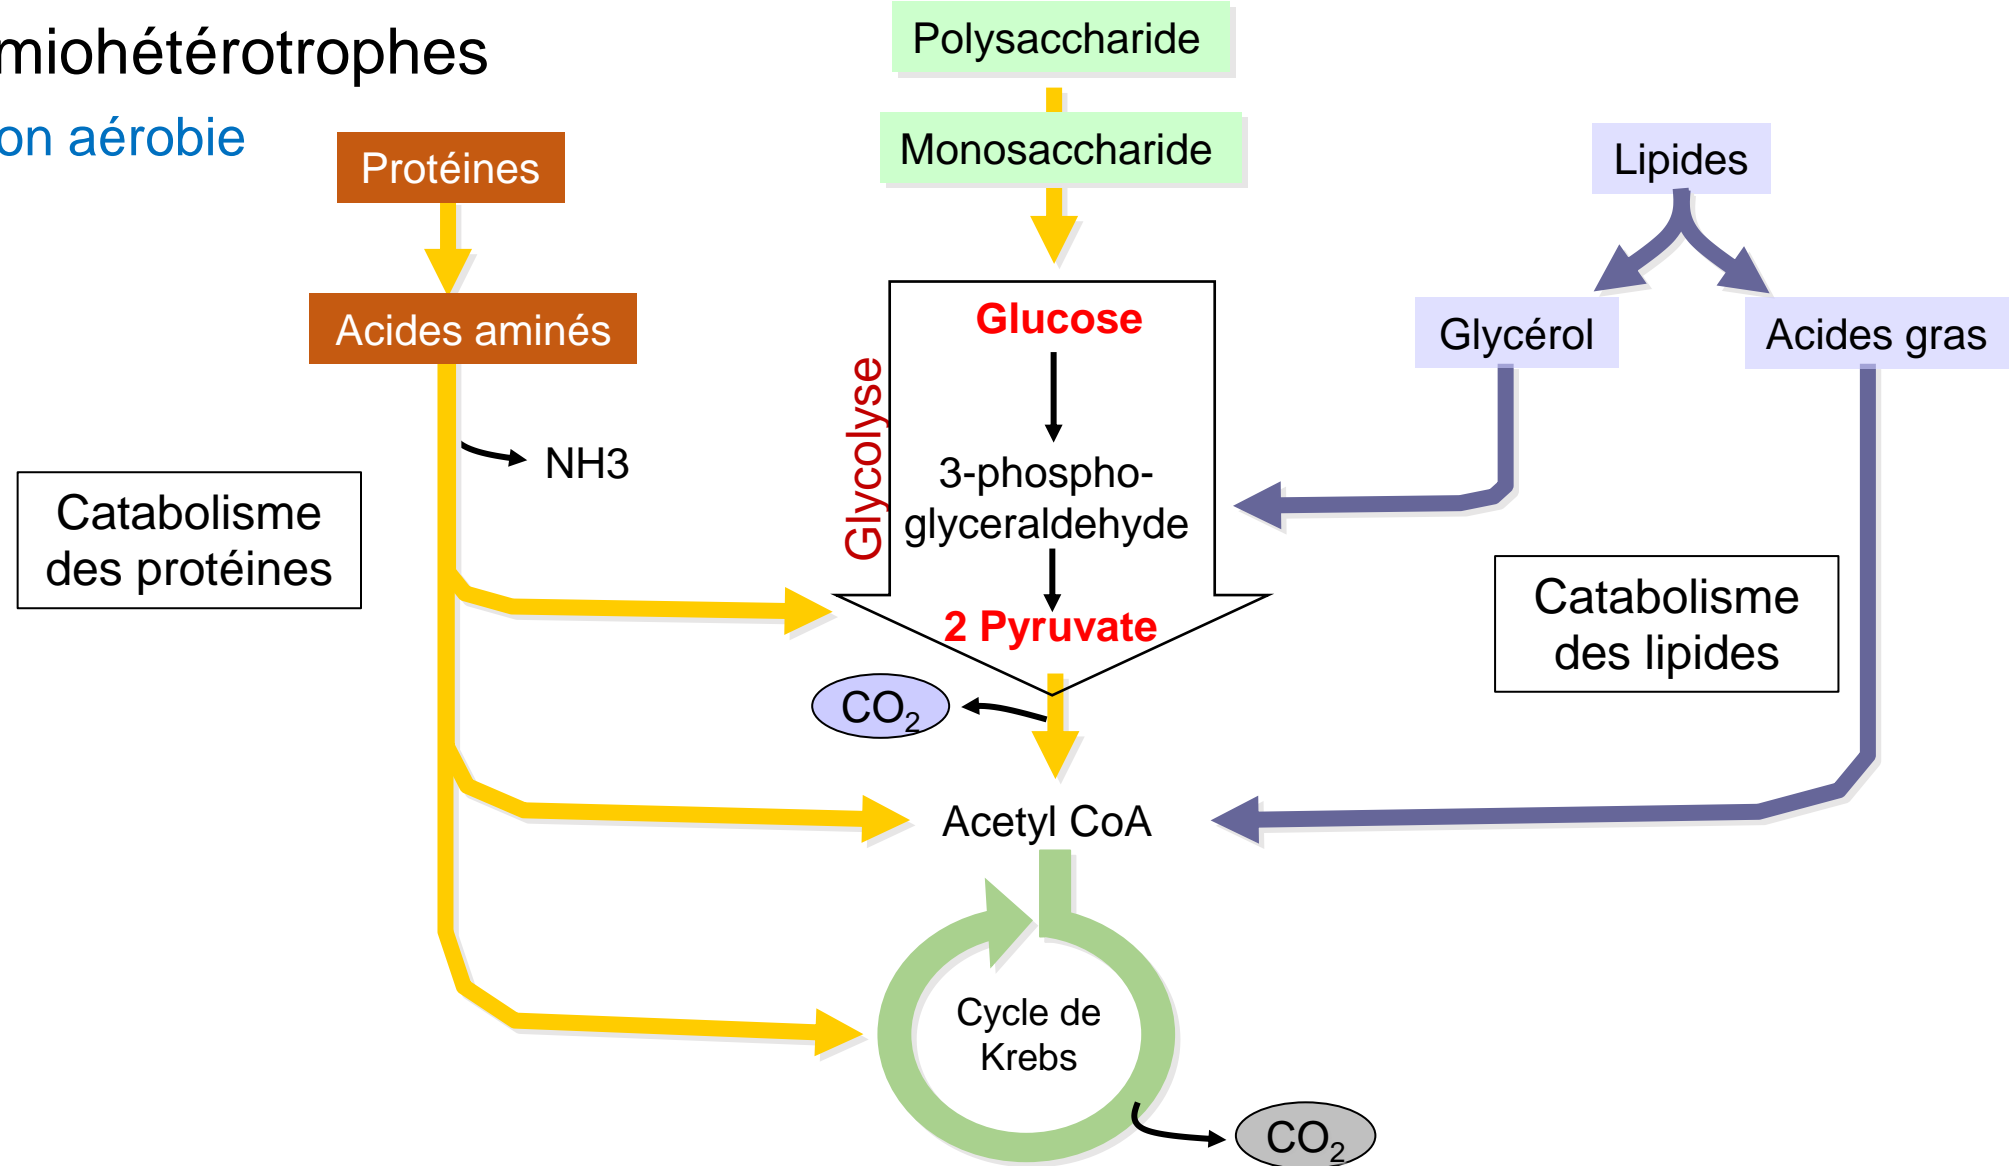 miohétérotrophes
on aérobie
Polysaccharide
Monosaccharide
Protéines
Lipides
Acides aminés
Glucose
Glycérol
Acides gras
Glycolyse
NH3
3-phospho-
glyceraldehyde
Catabolisme
des protéines
Catabolisme
des lipides
2 Pyruvate
CO₂
Acetyl CoA
Cycle de
Krebs
CO₂